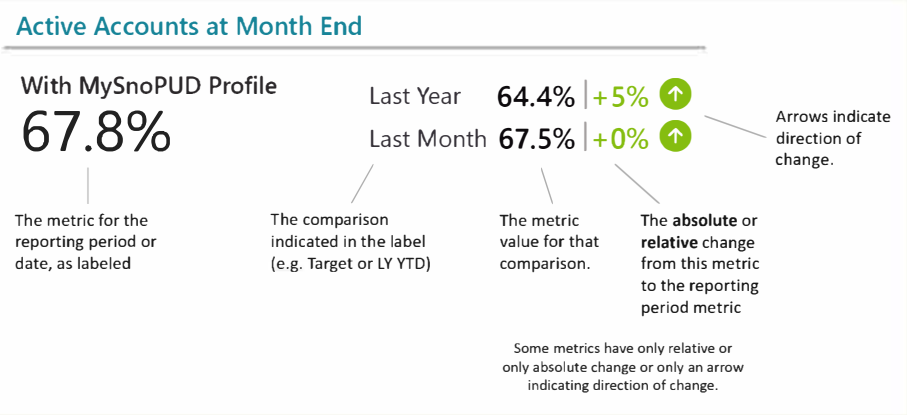 Active Accounts at Month End
With MySnoPUD Profile
67.8%
Last Year 64.4% +5%
Last Month 67.5% +0%
Arrows indicate
direction of
change.
The metric for the
reporting period or
date, as labeled
The comparison
indicated in the label
(e.g. Target or LY YTD)
The metric
value for that
comparison.
The absolute or
relative change
from this metric
to the reporting
period metric
Some metrics have only relative or
only absolute change or only an arrow
indicating direction of change.